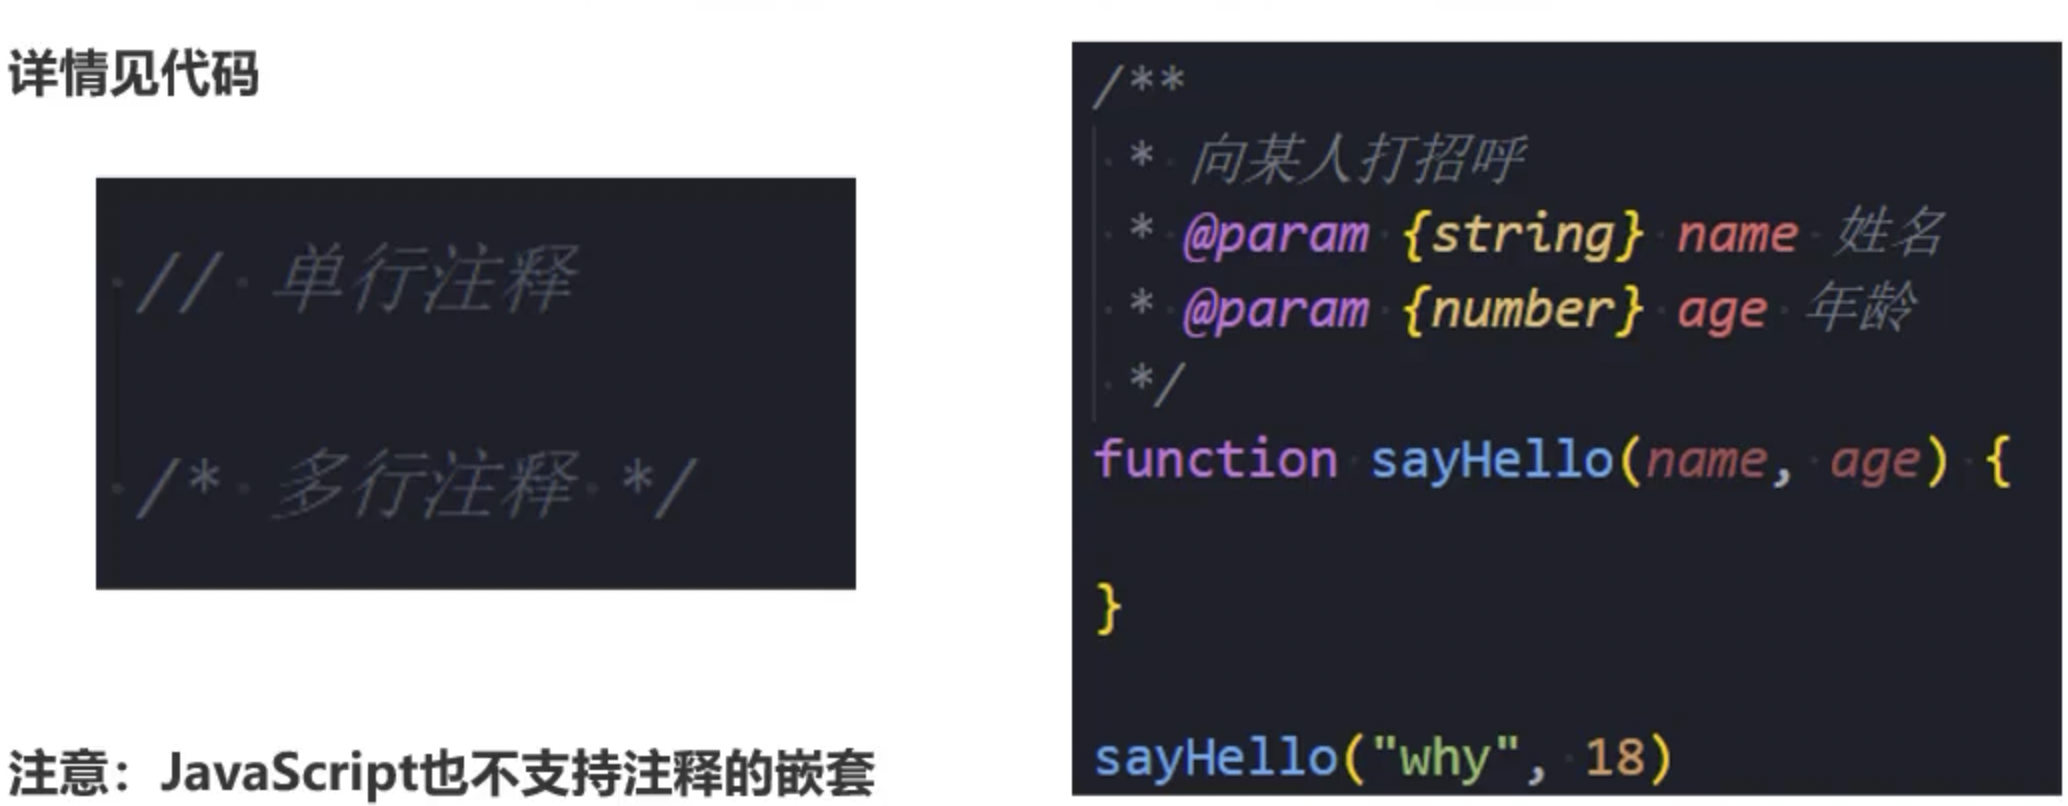 详情见代码
// 单行注释
/* 多行注释 */
注意：JavaScript也不支持注释的嵌套
/**
* 向某人打招呼
* @param {string} name 姓名
* @param {number} age 年龄
*/
function sayHello(name, age) {
}
sayHello("why", 18)